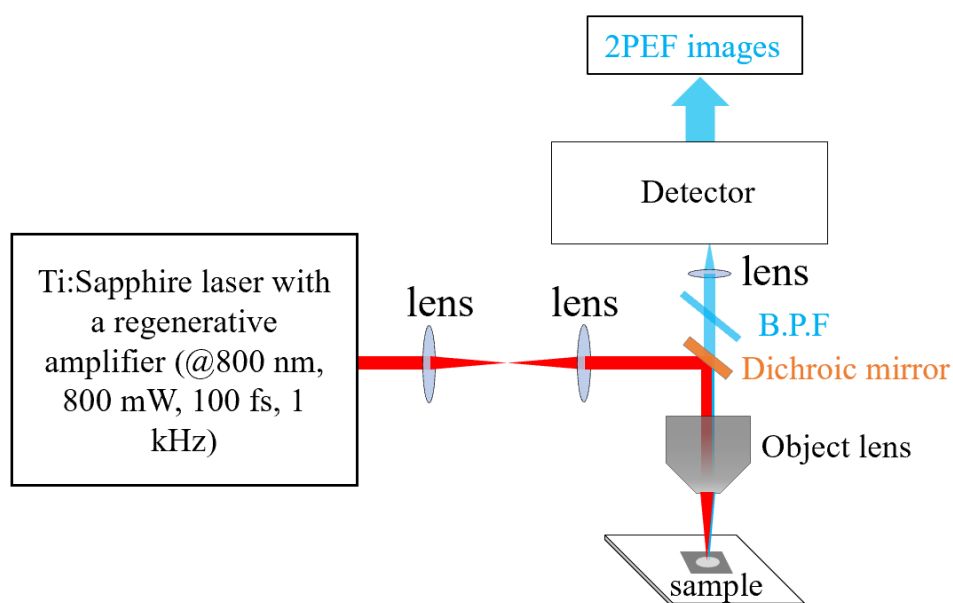 2PEF images
Detector
Ti:Sapphire laser with
a regenerative
amplifier (@800 nm,
800 mW, 100 fs, 1
kHz)
lens
lens
lens
B.P.F
Dichroic mirror
Object lens
sample